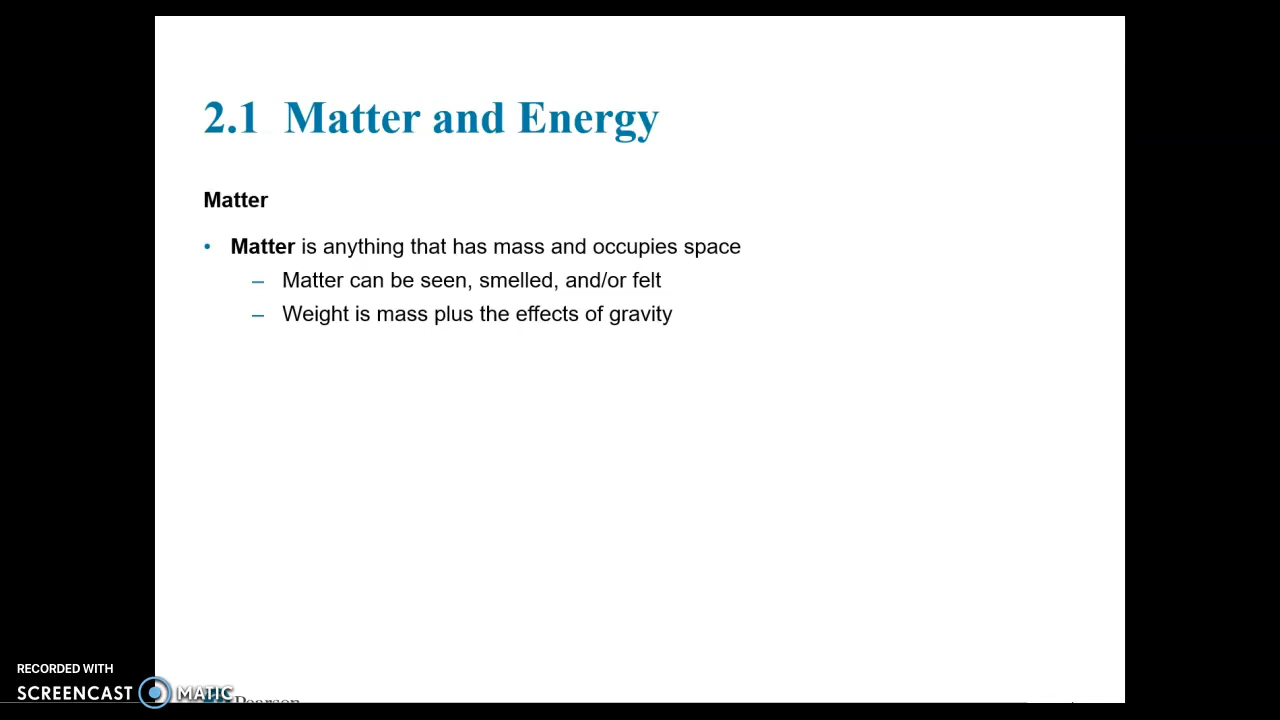 2.1 Matter and Energy
Matter
• Matter is anything that has mass and occupies space
– Matter can be seen, smelled, and/or felt
– Weight is mass plus the effects of gravity
RECORDED WITH
SCREENCAST MATIC
Pearson